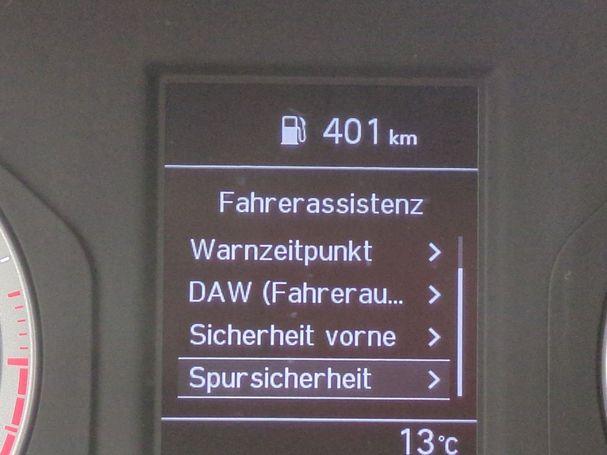 401 km
Fahrerassistenz
Warnzeitpunkt >
DAW (Fahrerau... >
Sicherheit vorne >
Spursicherheit >
13°C